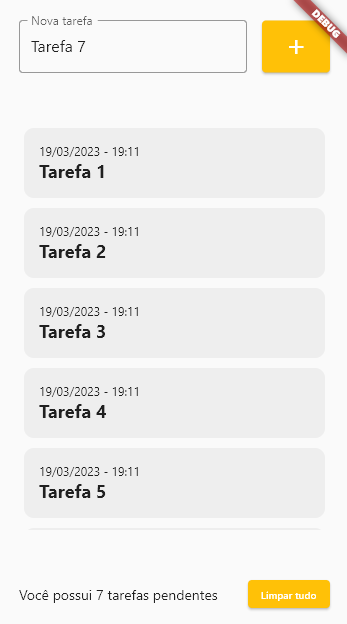 Nova tarefa
Tarefa 7
+
DEBUG
19/03/2023 - 19:11
Tarefa 1
19/03/2023 - 19:11
Tarefa 2
19/03/2023 - 19:11
Tarefa 3
19/03/2023 - 19:11
Tarefa 4
19/03/2023 - 19:11
Tarefa 5
Você possui 7 tarefas pendentes
Limpar tudo